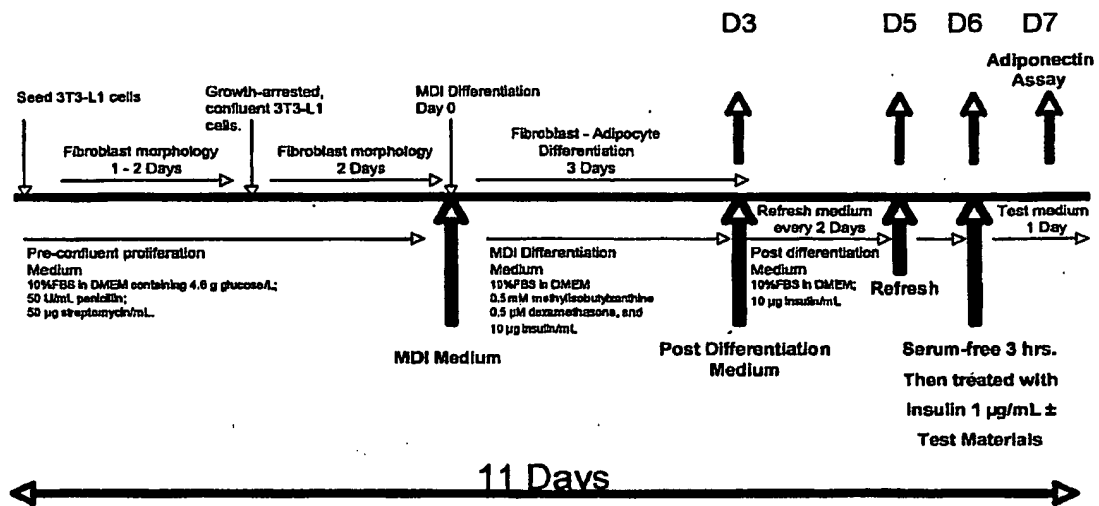 D3
D5
D6
D7
Adiponectin
Assay
Seed 3T3-L1 cells
Growth-arrested,
confluent 3T3-L1
cells.
MDI Differentiation
Day 0
Fibroblast morphology
1 - 2 Days
Fibroblast morphology
2 Days
Fibroblast - Adipocyte
Differentiation
3 Days
Refresh medium
every 2 Days
Test medium
1 Day
Pre-confluent proliferation
Medium
10%FBS in DMEM containing 4.6 g glucose/L;
50 U/mL penicillin;
50 µg streptomycin/mL.
MDI Differentiation
Medium
10%FBS in DMEM
0.5 mM methylisobutylxanthine
0.5 µM dexamethasone, and
10 µg insulin/mL
Post differentiation
Medium
10%FBS in DMEM;
10 µg insulin/mL
Refresh
MDI Medium
Post Differentiation
Medium
Serum-free 3 hrs.
Then treated with
Insulin 1 µg/mL ±
Test Materials
11 Days